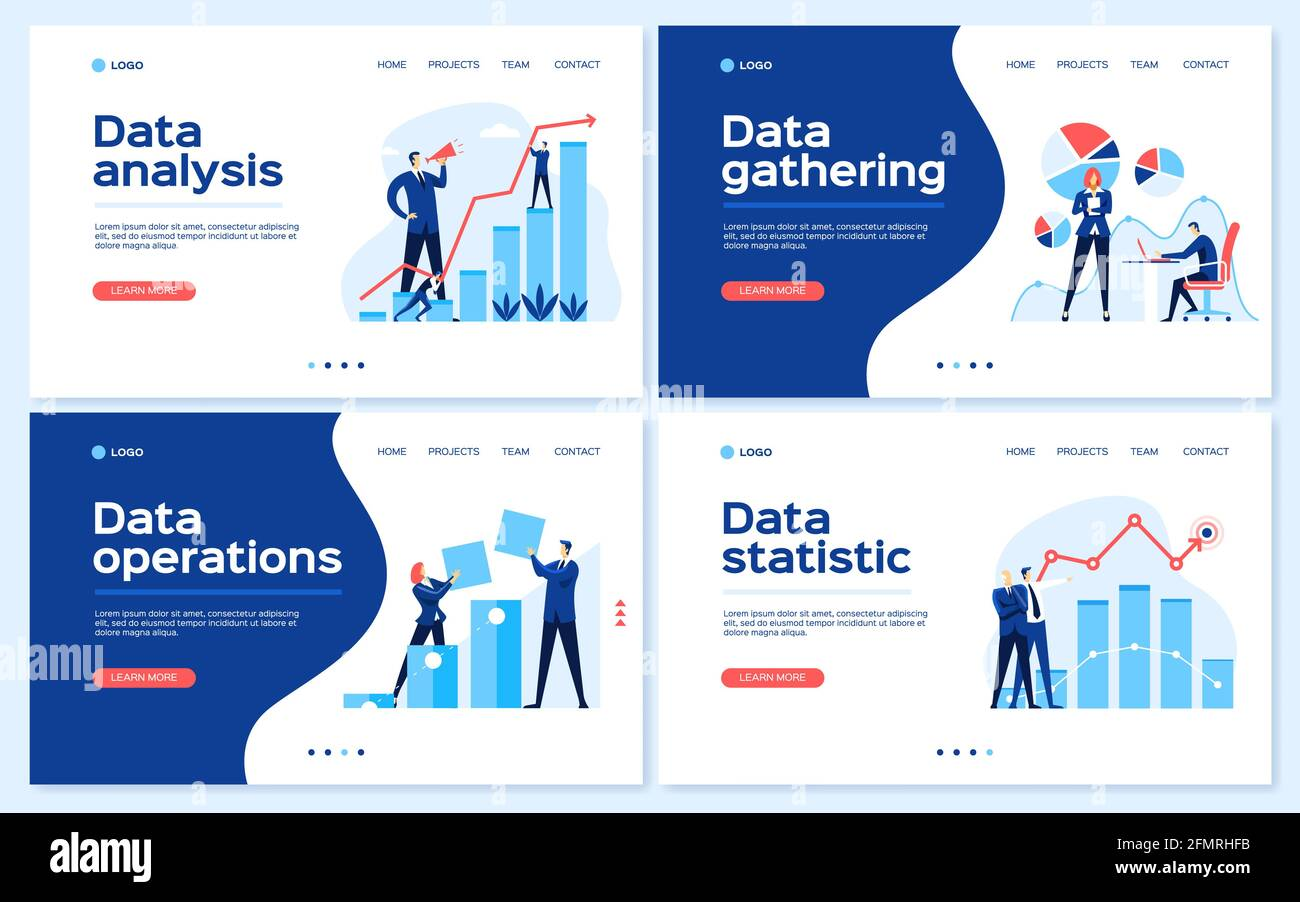 LOGO
HOME PROJECTS TEAM CONTACT
Data
analysis
Lorem ipsum dolor sit amet, consectetur adipiscing
elit, sed do eiusmod tempor incididunt ut labore et
dolore magna aliqua.
LEARN MORE
LOGO
HOME PROJECTS TEAM CONTACT
Data
gathering
Lorem ipsum dolor sit amet, consectetur adipiscing
elit, sed do eiusmod tempor incididunt ut labore et
dolore magna aliqua.
LEARN MORE
LOGO
HOME PROJECTS TEAM CONTACT
Data
operations
Lorem ipsum dolor sit amet, consectetur adipiscing
elit, sed do eiusmod tempor incididunt ut labore et
dolore magna aliqua.
LEARN MORE
LOGO
HOME PROJECTS TEAM CONTACT
Data
statistic
Lorem ipsum dolor sit amet, consectetur adipiscing
elit, sed do eiusmod tempor incididunt ut labore et
dolore magna aliqua.
LEARN MORE
alamy
alamy
Image ID: 2FMRHFB
www.alamy.com